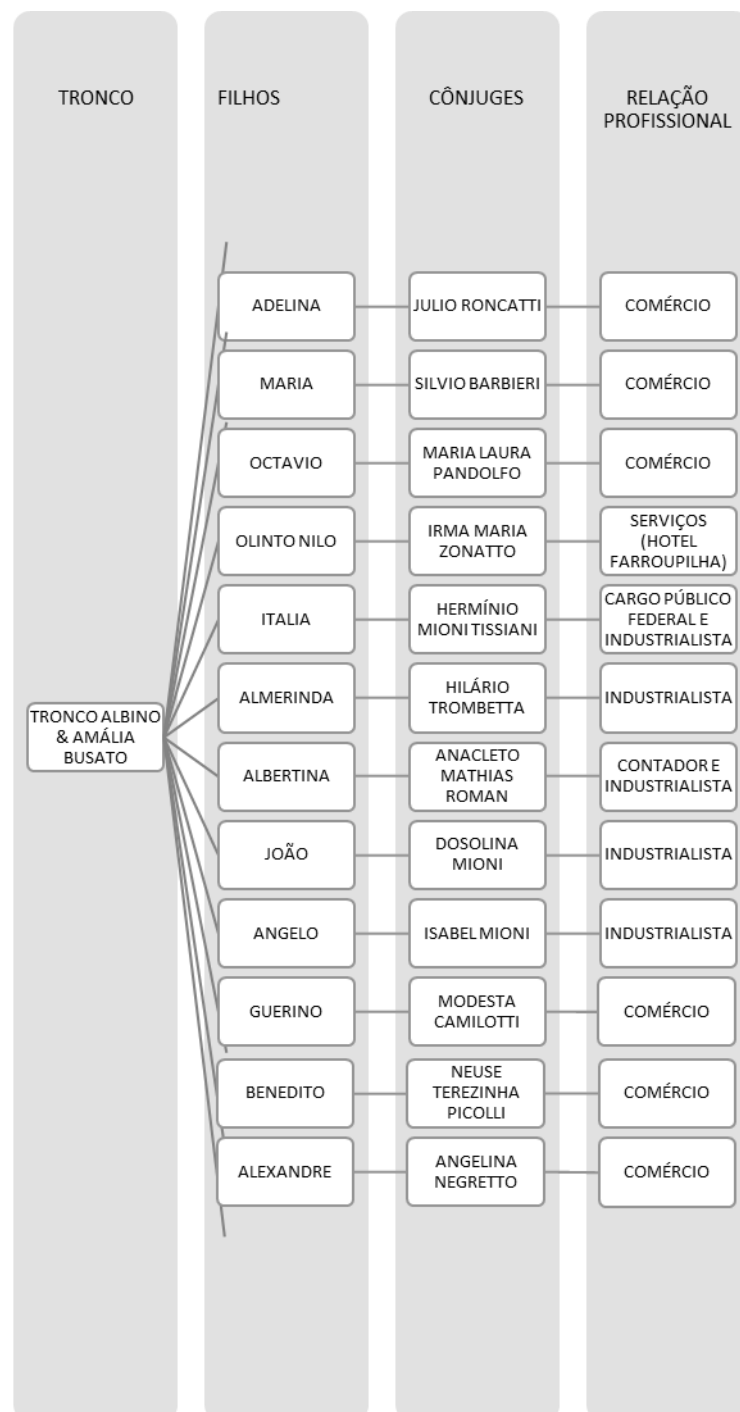 TRONCO
FILHOS
CÔNJUGES
RELAÇÃO
PROFISSIONAL
TRONCO ALBINO
& AMÁLIA
BUSATO
ADELINA
JULIO RONCATTI
COMÉRCIO
MARIA
SILVIO BARBIERI
COMÉRCIO
OCTAVIO
MARIA LAURA
PANDOLFO
COMÉRCIO
OLINTO NILO
IRMA MARIA
ZONATTO
SERVIÇOS
(HOTEL
FARROUPILHA)
ITALIA
HERMÍNIO
MIONI TISSIANI
CARGO PÚBLICO
FEDERAL E
INDUSTRIALISTA
ALMERINDA
HILÁRIO
TROMBETTA
INDUSTRIALISTA
ALBERTINA
ANACLETO
MATHIAS
ROMAN
CONTADOR E
INDUSTRIALISTA
JOÃO
DOSOLINA
MIONI
INDUSTRIALISTA
ANGELO
ISABEL MIONI
INDUSTRIALISTA
GUERINO
MODESTA
CAMILOTTI
COMÉRCIO
BENEDITO
NEUSE
TEREZINHA
PICOLLI
COMÉRCIO
ALEXANDRE
ANGELINA
NEGRETTO
COMÉRCIO